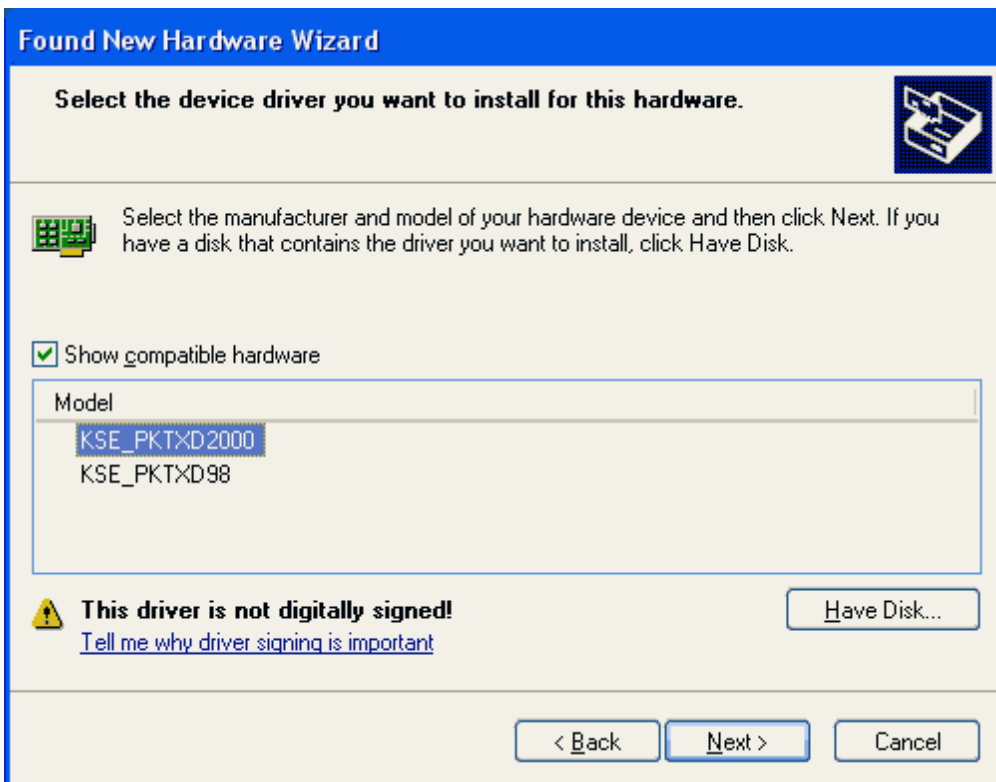 Found New Hardware Wizard
Select the device driver you want to install for this hardware.
Select the manufacturer and model of your hardware device and then click Next. If you
have a disk that contains the driver you want to install, click Have Disk.
Show compatible hardware
Model
KSE_PKTXD2000
KSE_PKTXD98
This driver is not digitally signed!
Have Disk...
Tell me why driver signing is important
< Back
Next >
Cancel